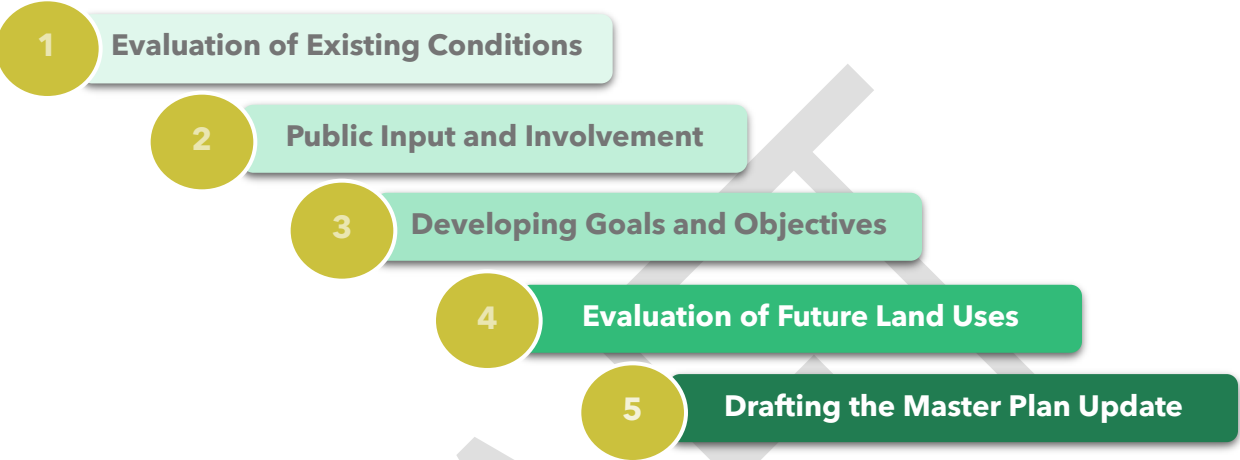 1 Evaluation of Existing Conditions
2 Public Input and Involvement
3 Developing Goals and Objectives
4 Evaluation of Future Land Uses
5 Drafting the Master Plan Update